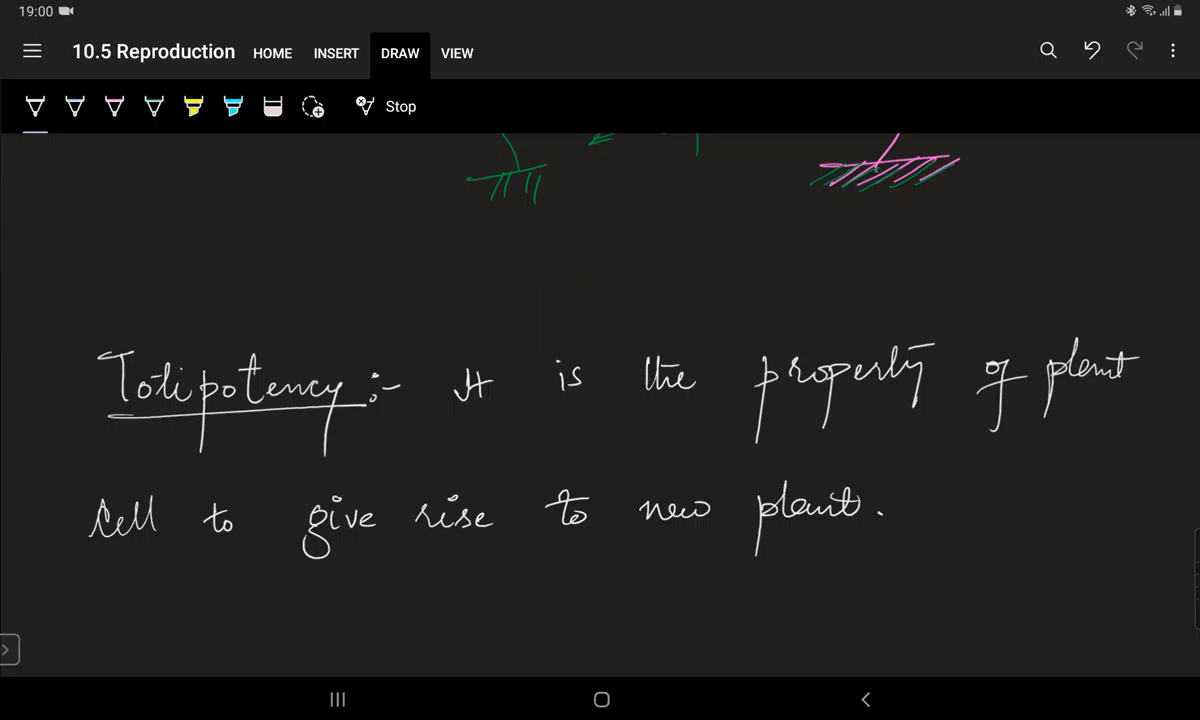 19:00
10.5 Reproduction HOME INSERT DRAW VIEW
Stop
Totipotency :- It is the property of plant
cell to give rise to new plant.